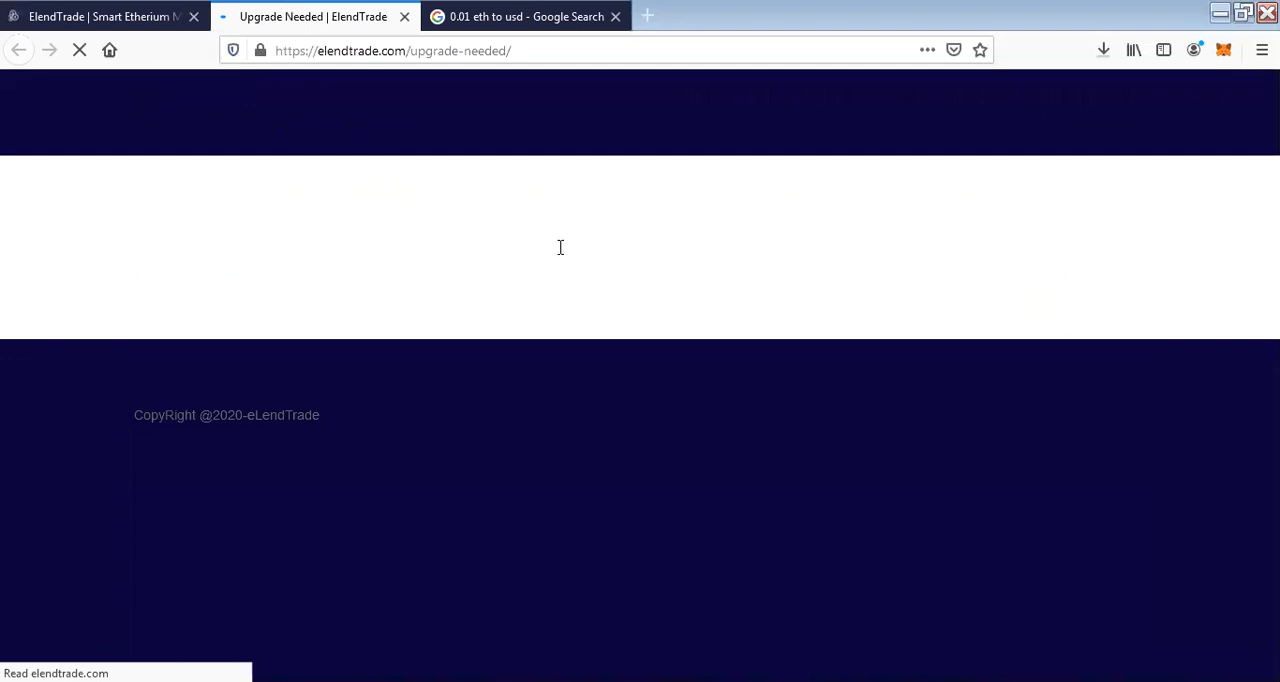 ElendTrade | Smart Etherium M
Upgrade Needed | ElendTrade
0.01 eth to usd - Google Search
https://elendtrade.com/upgrade-needed/
CopyRight @2020-eLendTrade
Read elendtrade.com